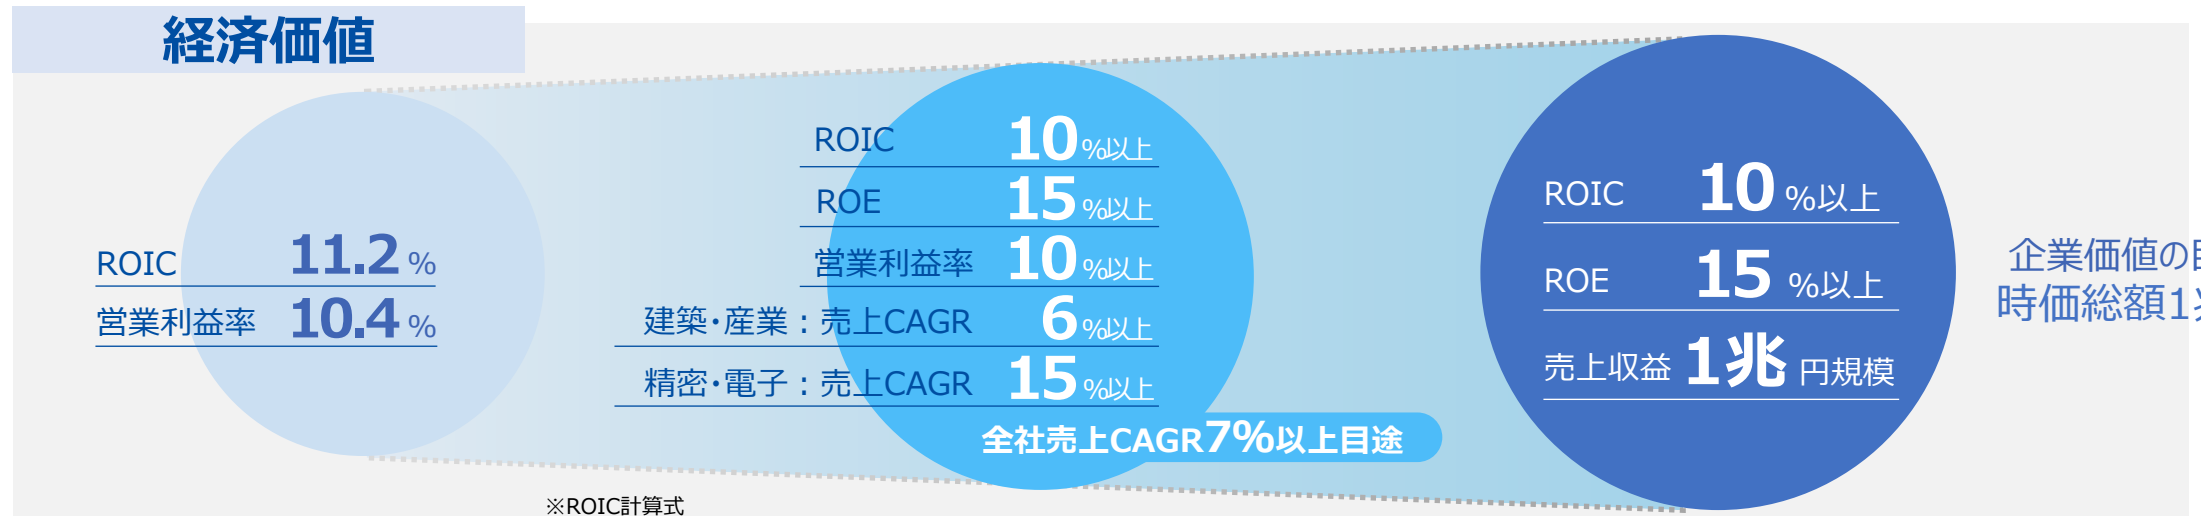 経済価値
ROIC 11.2 %
営業利益率 10.4 %
ROIC 10 %以上
ROE 15 %以上
営業利益率 10 %以上
建築・産業：売上CAGR 6 %以上
精密・電子：売上CAGR 15 %以上
全社売上CAGR7%以上目途
※ROIC計算式
ROIC 10 %以上
ROE 15 %以上
売上収益 1兆 円規模
企業価値の
時価総額1